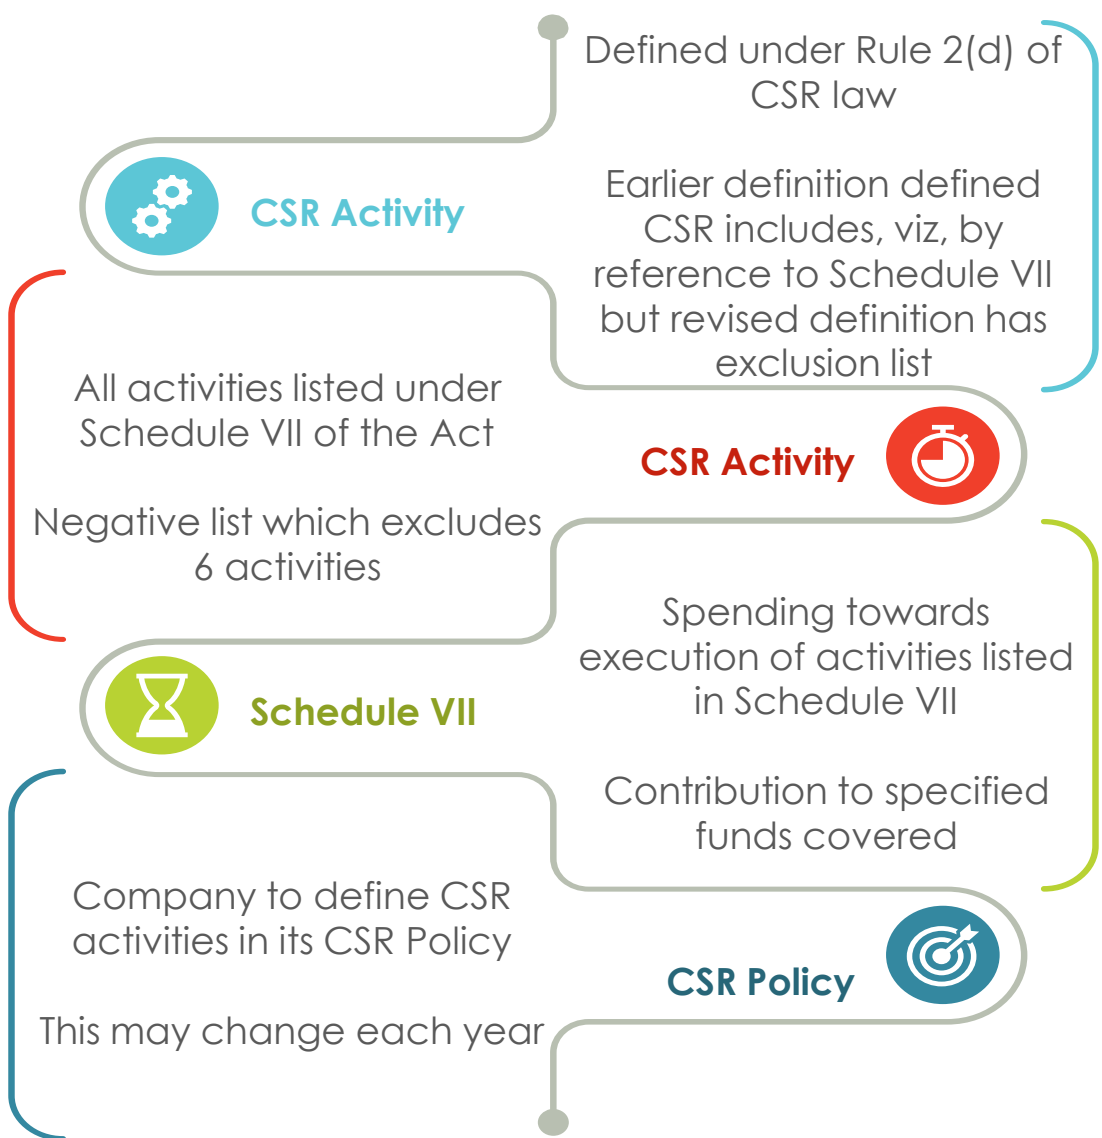 Defined under Rule 2(d) of
CSR law
Earlier definition defined
CSR includes, viz, by
reference to Schedule VII
but revised definition has
exclusion list
CSR Activity
All activities listed under
Schedule VII of the Act
Negative list which excludes
6 activities
CSR Activity
Spending towards
execution of activities listed
in Schedule VII
Contribution to specified
funds covered
Schedule VII
Company to define CSR
activities in its CSR Policy
This may change each year
CSR Policy